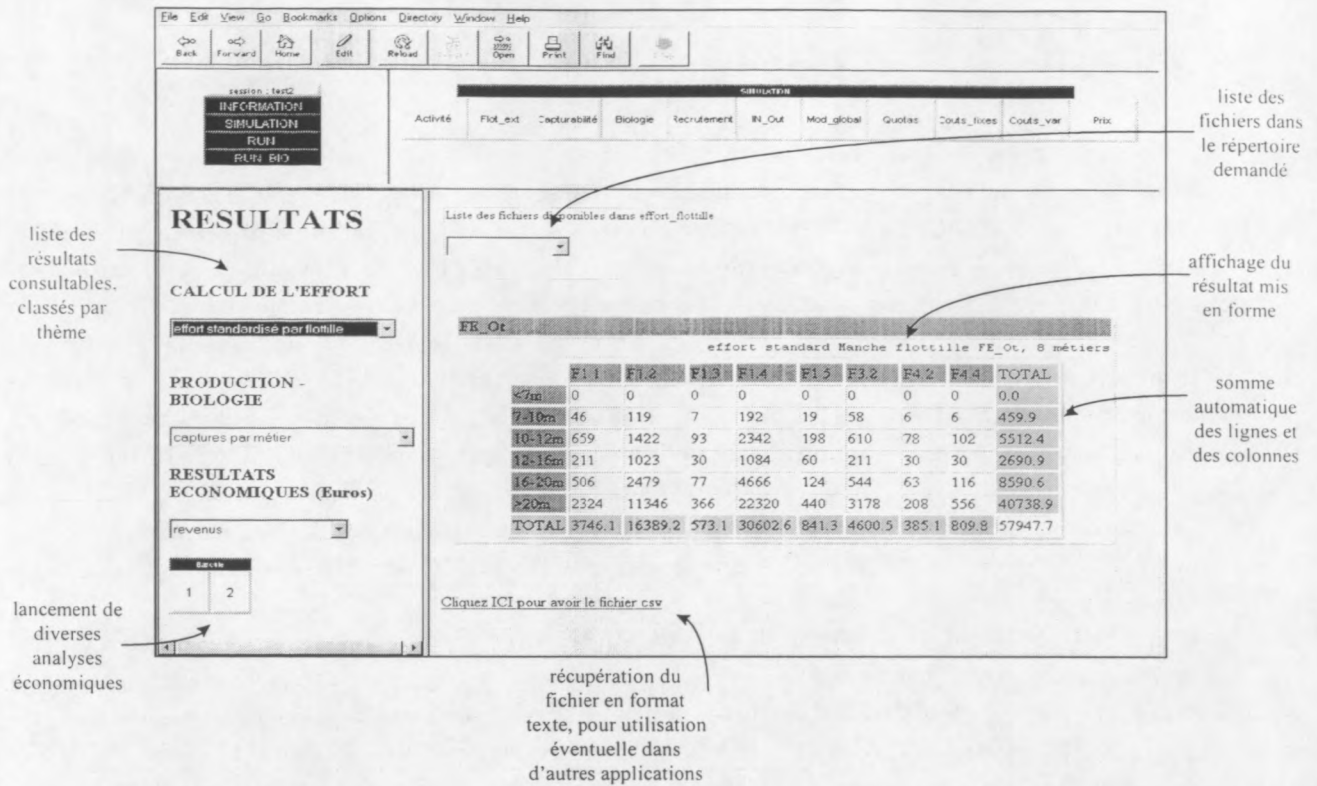 File Edit View Go Bookmarks Options Directory Window Help
Back Forward Home Edit Reload Open Print Find
session : test2
INFORMATION
SIMULATION
RUN
RUN BIO
SIMULATION
Activité Flot_ext Capturabilité Biologie Recrutement IN_Out Mod_global Quotas Couts_fixes Couts_var Prix
liste des
fichiers dans
le répertoire
demandé
RESULTATS
CALCUL DE L'EFFORT
effort standardisé par flottille
PRODUCTION -
BIOLOGIE
captures par métier
RESULTATS
ECONOMIQUES (Euros)
revenus
1 2
liste des
résultats
consultables,
classés par
thème
lancement de
diverses
analyses
économiques
Liste des fichiers disponibles dans effort_flottille
affichage du
résultat mis
en forme
FE_Ot
effort standard Manche flottille FE_Ot, 8 métiers
F1.1 F1.2 F1.3 F1.4 F1.5 F3.2 F4.2 F4.4 TOTAL
<7m 0 0 0 0 0 0 0 0 0.0
7-10m 46 119 7 192 19 58 6 6 459.9
10-12m 659 1422 93 2342 198 610 78 102 5512.4
12-16m 211 1023 30 1084 60 211 30 30 2690.9
16-20m 506 2479 77 4666 124 544 63 116 8590.6
>20m 2324 11346 366 22320 440 3178 208 556 40738.9
TOTAL 3746.1 16389.2 573.1 30602.6 841.3 4600.5 385.1 809.8 57947.7
somme
automatique
des lignes et
des colonnes
Cliquez ICI pour avoir le fichier csv
récupération du
fichier en format
texte, pour utilisation
éventuelle dans
d'autres applications